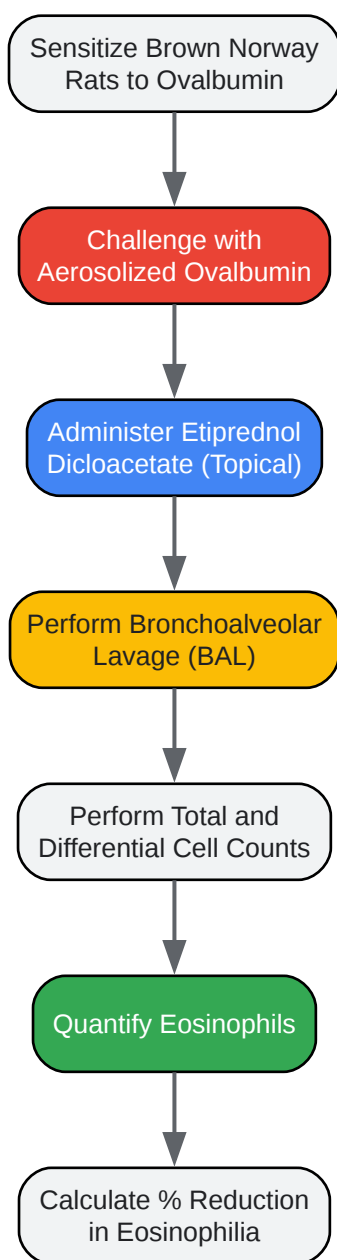 Sensitize Brown Norway
Rats to Ovalbumin
Challenge with
Aerosolized Ovalbumin
Administer Etiprednol
Dicloacetate (Topical)
Perform Bronchoalveolar
Lavage (BAL)
Perform Total and
Differential Cell Counts
Quantify Eosinophils
Calculate % Reduction
in Eosinophilia